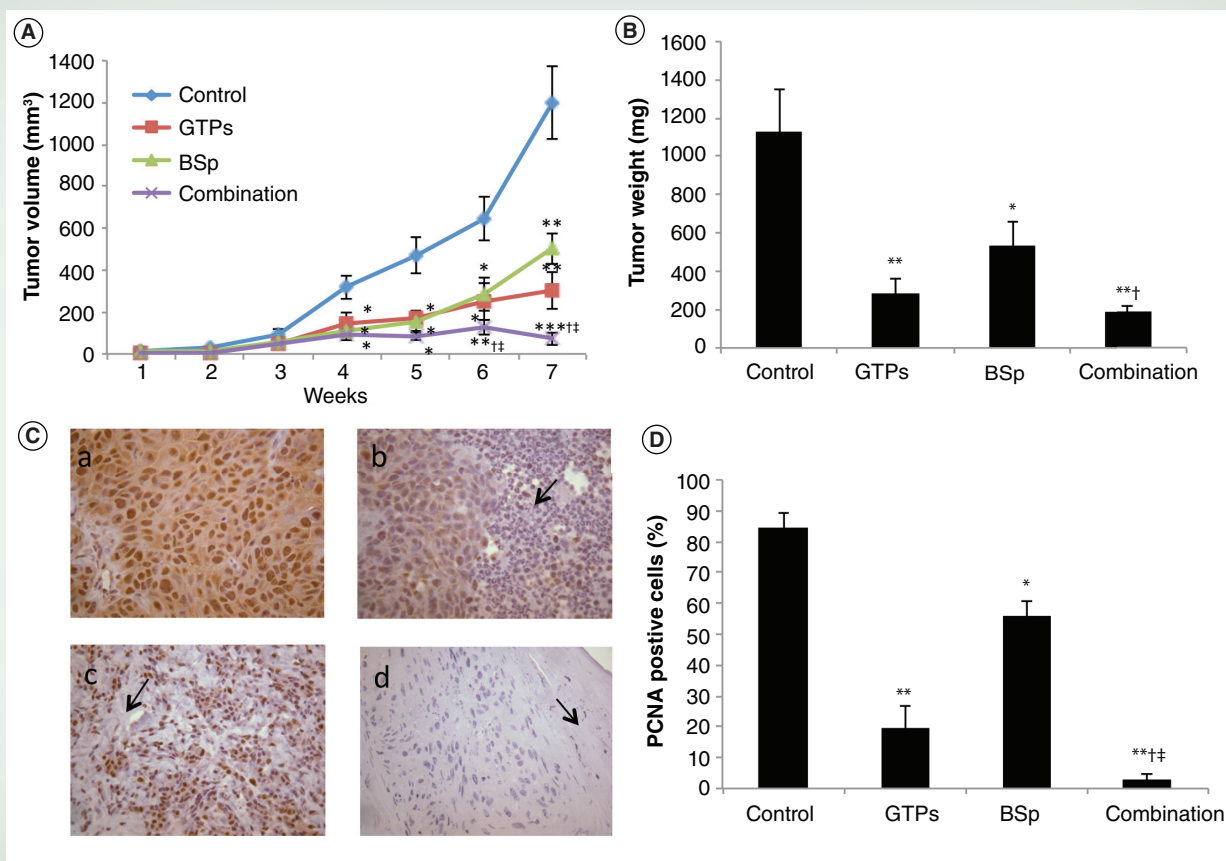 A
Tumor volume (mm³)
1400
1200
1000
800
600
400
200
0
Control
GTPs
BSp
Combination
**
*
**
*
*
*
*
*
*
*
**†‡
***†‡
1 2 3 4 5 6 7
Weeks
B
Tumor weight (mg)
1600
1400
1200
1000
800
600
400
200
0
**
*
**†
Control GTPs BSp Combination
C
a
b
c
d
D
PCNA postive cells (%)
100
90
80
70
60
50
40
30
20
10
0
**
*
**†‡
Control GTPs BSp Combination